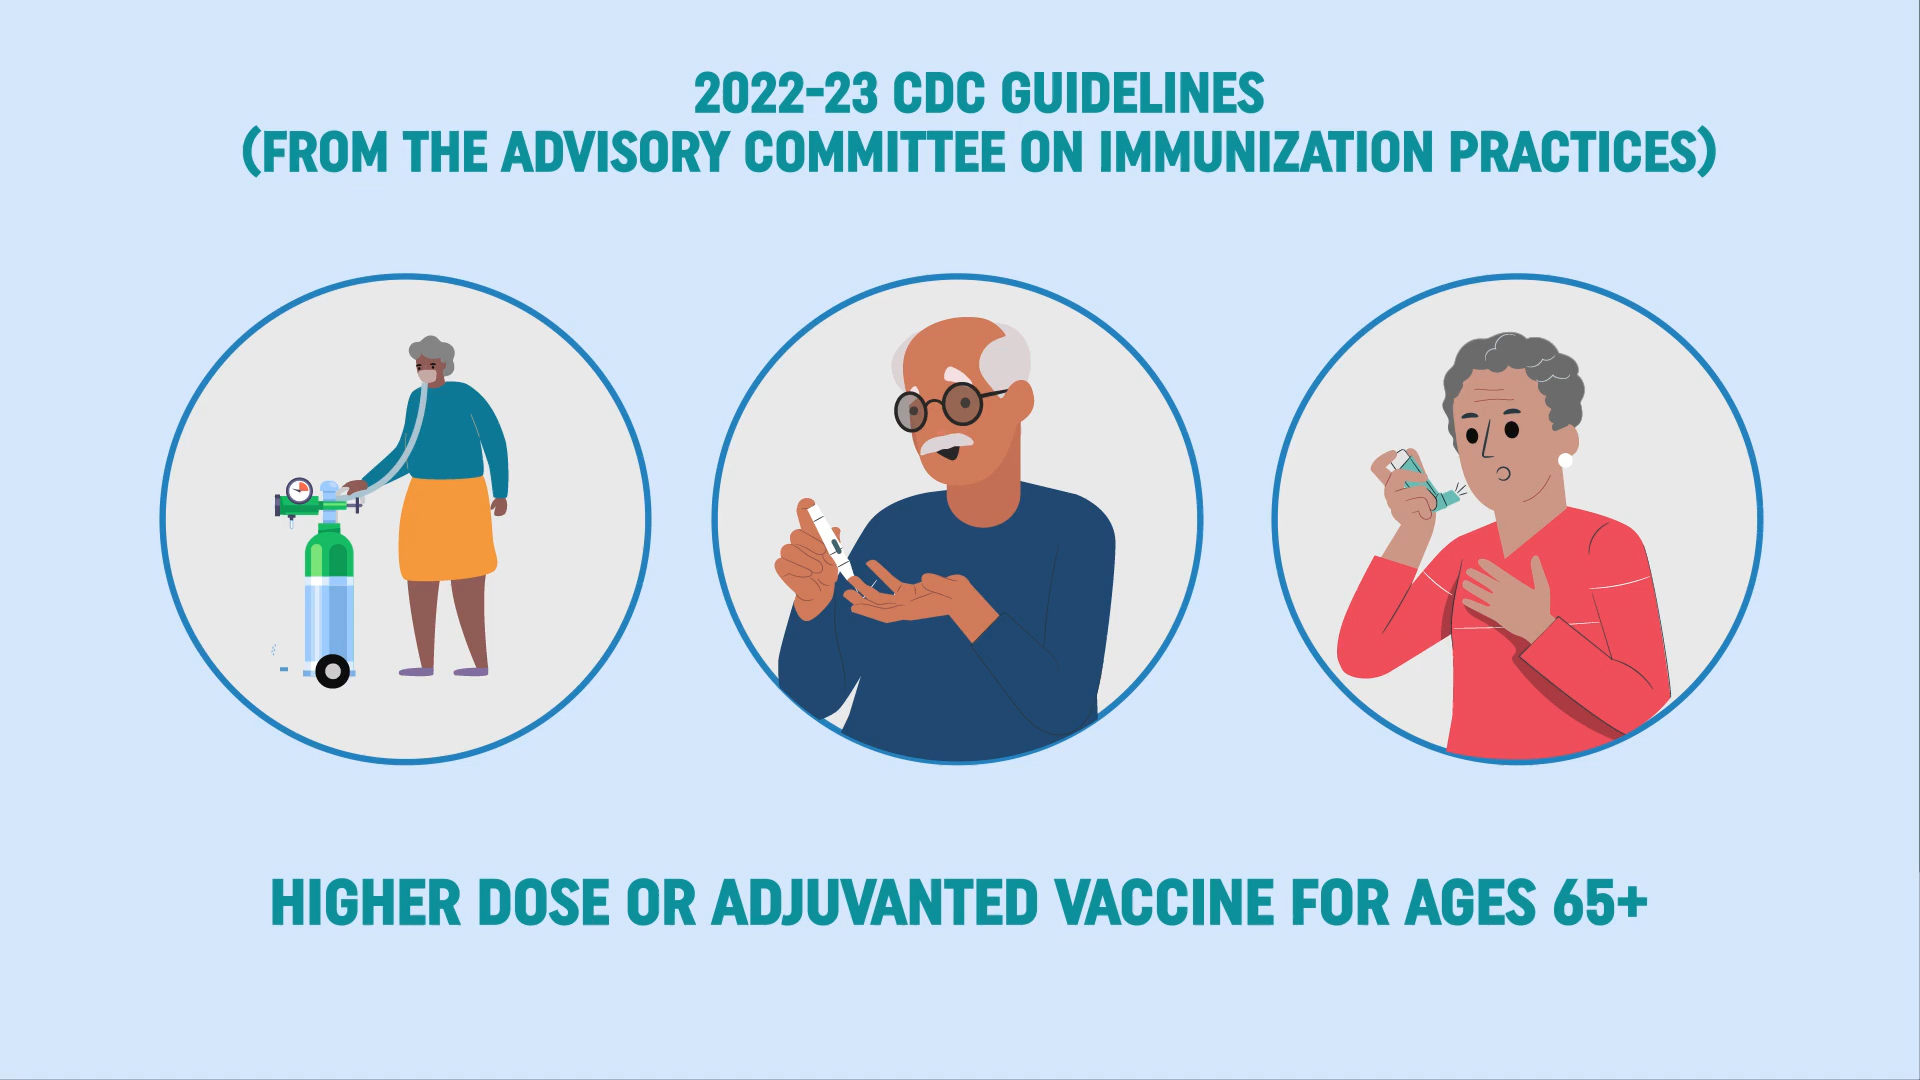 2022-23 CDC GUIDELINES
(FROM THE ADVISORY COMMITTEE ON IMMUNIZATION PRACTICES)
HIGHER DOSE OR ADJUVANTED VACCINE FOR AGES 65+